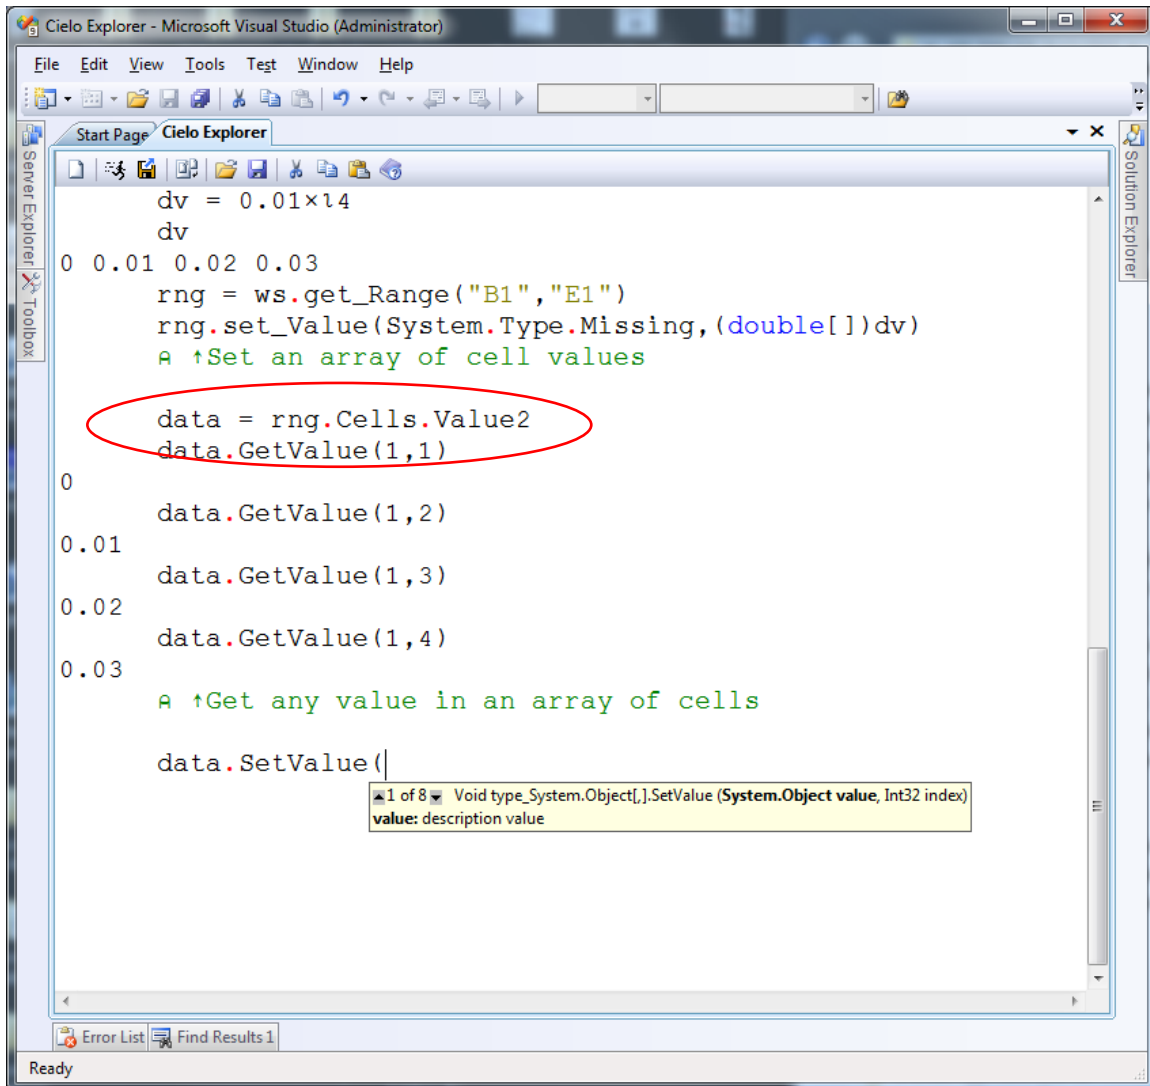 Cielo Explorer - Microsoft Visual Studio (Administrator)
File Edit View Tools Test Window Help
Start Page Cielo Explorer
Server Explorer
Toolbox
Solution Explorer
dv = 0.01×⍳4
dv
0 0.01 0.02 0.03
rng = ws.get_Range("B1","E1")
rng.set_Value(System.Type.Missing,(double[])dv)
⍝ ↑Set an array of cell values
data = rng.Cells.Value2
data.GetValue(1,1)
0
data.GetValue(1,2)
0.01
data.GetValue(1,3)
0.02
data.GetValue(1,4)
0.03
⍝ ↑Get any value in an array of cells
data.SetValue(
▲1 of 8▼ Void type_System.Object[,].SetValue (System.Object value, Int32 index)
value: description value
Error List Find Results 1
Ready